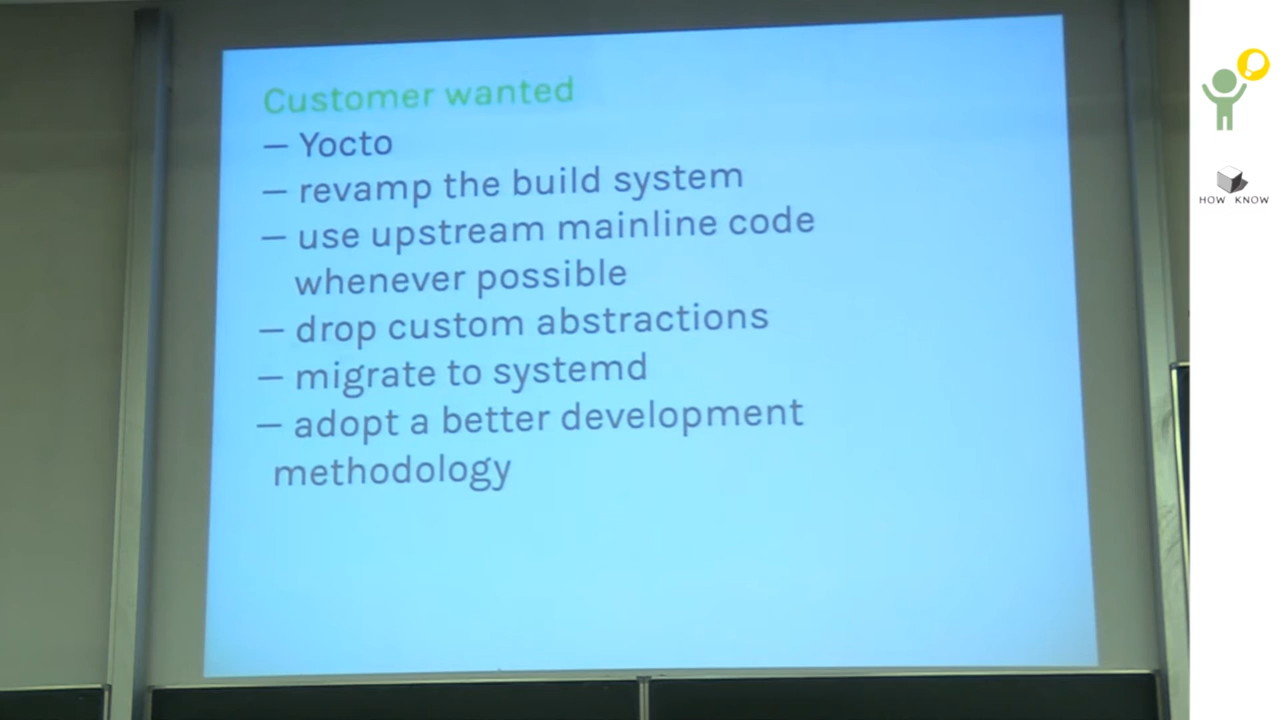 Customer wanted
– Yocto
– revamp the build system
– use upstream mainline code
whenever possible
– drop custom abstractions
– migrate to systemd
– adopt a better development
methodology
HOW KNOW